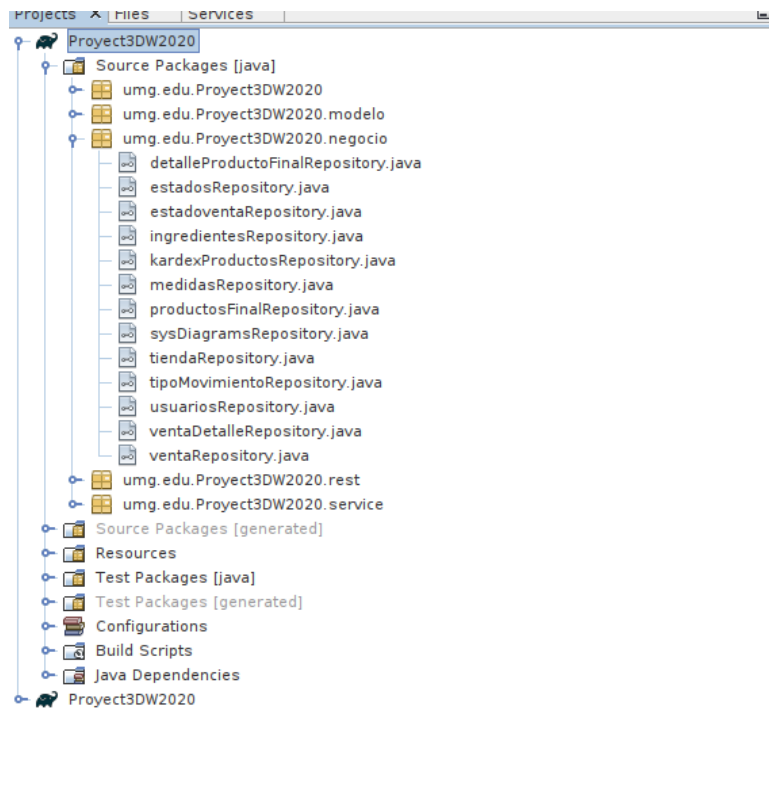 Projects Files Services
Proyect3DW2020
Source Packages [java]
umg.edu.Proyect3DW2020
umg.edu.Proyect3DW2020.modelo
umg.edu.Proyect3DW2020.negocio
detalleProductoFinalRepository.java
estadosRepository.java
estadoventaRepository.java
ingredientesRepository.java
kardexProductosRepository.java
medidasRepository.java
productosFinalRepository.java
sysDiagramsRepository.java
tiendaRepository.java
tipoMovimientoRepository.java
usuariosRepository.java
ventaDetalleRepository.java
ventaRepository.java
umg.edu.Proyect3DW2020.rest
umg.edu.Proyect3DW2020.service
Source Packages [generated]
Resources
Test Packages [java]
Test Packages [generated]
Configurations
Build Scripts
Java Dependencies
Proyect3DW2020